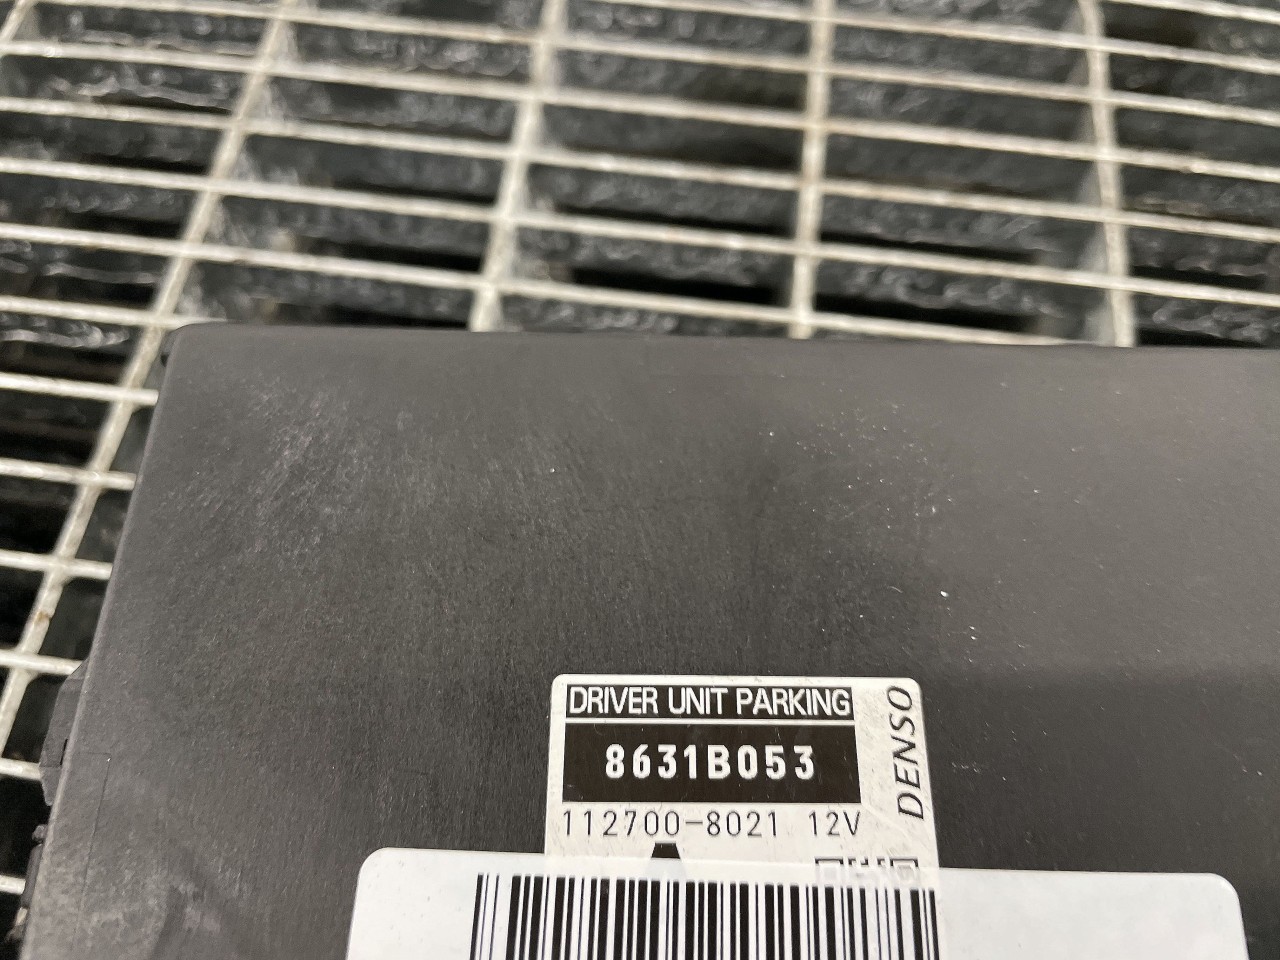 DRIVER UNIT PARKING
8631B053
112700-8021 12V
DENSO